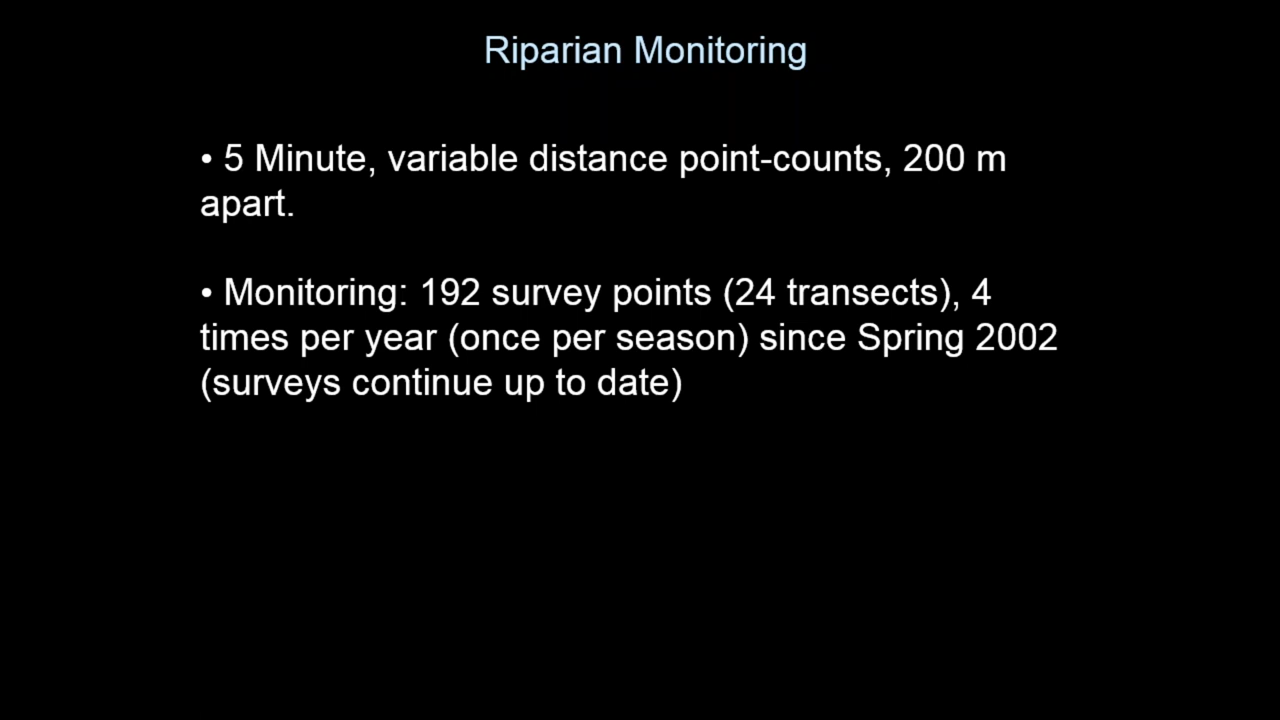 Riparian Monitoring
• 5 Minute, variable distance point-counts, 200 m
apart.
• Monitoring: 192 survey points (24 transects), 4
times per year (once per season) since Spring 2002
(surveys continue up to date)